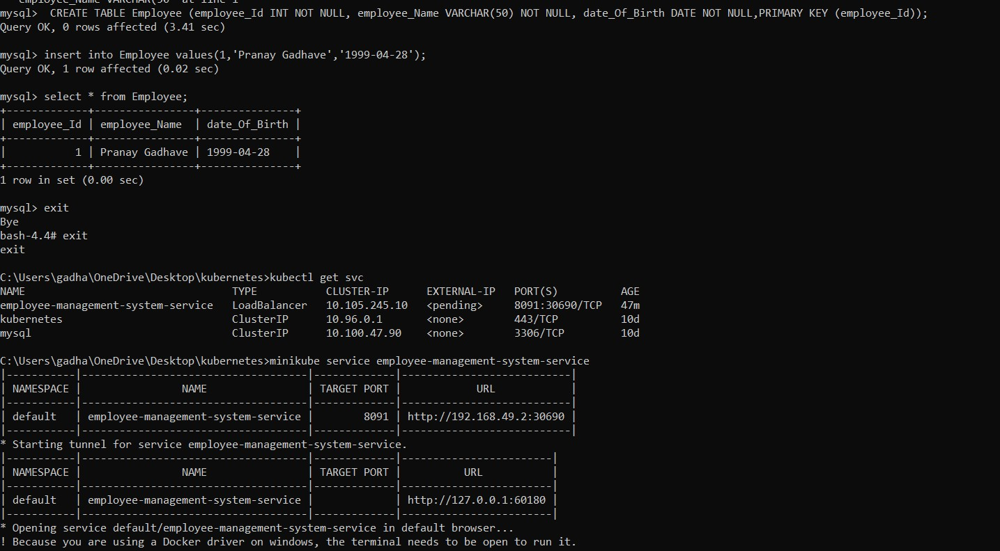 employee_Name VARCHAR(50' at line 1
mysql>  CREATE TABLE Employee (employee_Id INT NOT NULL, employee_Name VARCHAR(50) NOT NULL, date_Of_Birth DATE NOT NULL,PRIMARY KEY (employee_Id));
Query OK, 0 rows affected (3.41 sec)
mysql> insert into Employee values(1,'Pranay Gadhave','1999-04-28');
Query OK, 1 row affected (0.02 sec)
mysql> select * from Employee;
+-------------+----------------+---------------+
| employee_Id | employee_Name  | date_Of_Birth |
+-------------+----------------+---------------+
|           1 | Pranay Gadhave | 1999-04-28    |
+-------------+----------------+---------------+
1 row in set (0.00 sec)
mysql> exit
Bye
bash-4.4# exit
exit
C:\Users\gadha\OneDrive\Desktop\kubernetes>kubectl get svc
NAME                                 TYPE           CLUSTER-IP      EXTERNAL-IP   PORT(S)          AGE
employee-management-system-service   LoadBalancer   10.105.245.10   <pending>     8091:30690/TCP   47m
kubernetes                           ClusterIP      10.96.0.1       <none>        443/TCP          10d
mysql                                ClusterIP      10.100.47.90    <none>        3306/TCP         10d
C:\Users\gadha\OneDrive\Desktop\kubernetes>minikube service employee-management-system-service
|-----------|------------------------------------|-------------|---------------------------|
| NAMESPACE |                NAME                | TARGET PORT |            URL            |
|-----------|------------------------------------|-------------|---------------------------|
| default   | employee-management-system-service |        8091 | http://192.168.49.2:30690 |
|-----------|------------------------------------|-------------|---------------------------|
* Starting tunnel for service employee-management-system-service.
|-----------|------------------------------------|-------------|------------------------|
| NAMESPACE |                NAME                | TARGET PORT |          URL           |
|-----------|------------------------------------|-------------|------------------------|
| default   | employee-management-system-service |             | http://127.0.0.1:60180 |
|-----------|------------------------------------|-------------|------------------------|
* Opening service default/employee-management-system-service in default browser...
! Because you are using a Docker driver on windows, the terminal needs to be open to run it.